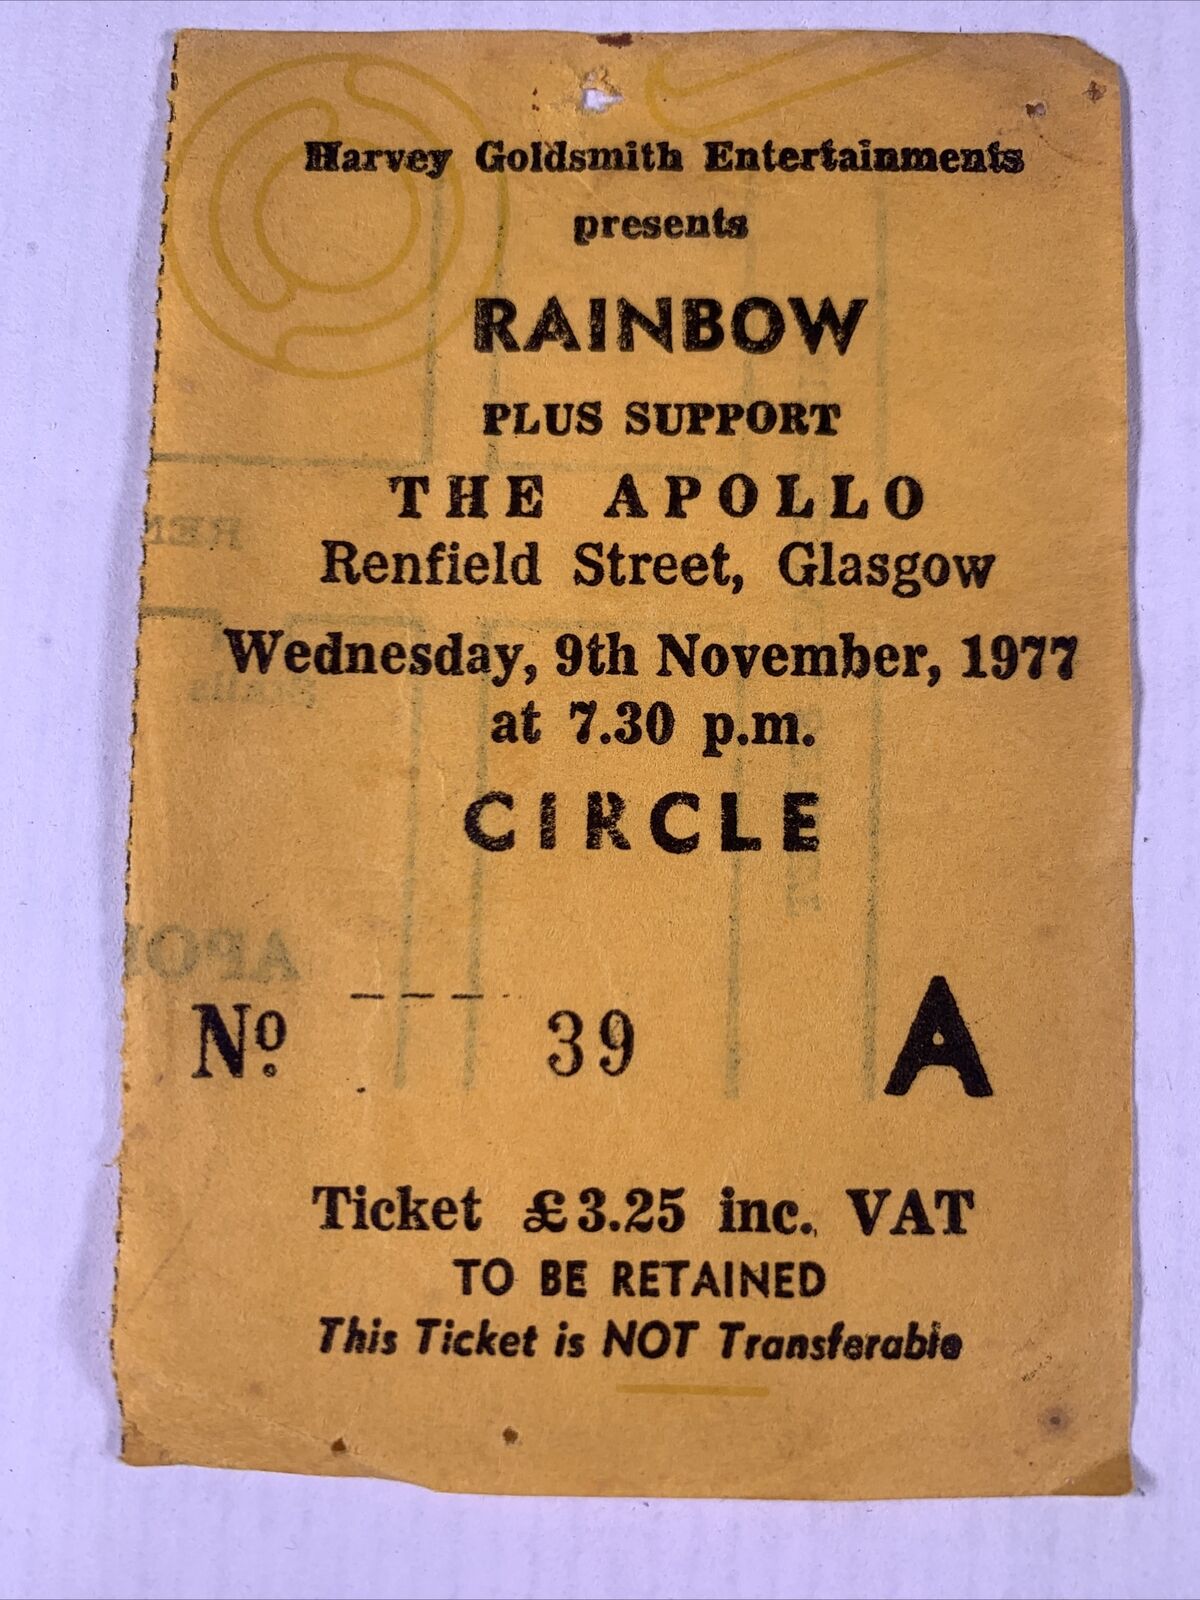 Harvey Goldsmith Entertainments
presents
RAINBOW
PLUS SUPPORT
THE APOLLO
Renfield Street, Glasgow
Wednesday, 9th November, 1977
at 7.30 p.m.
CIRCLE
No. 39 A
Ticket £3.25 inc. VAT
TO BE RETAINED
This Ticket is NOT Transferable